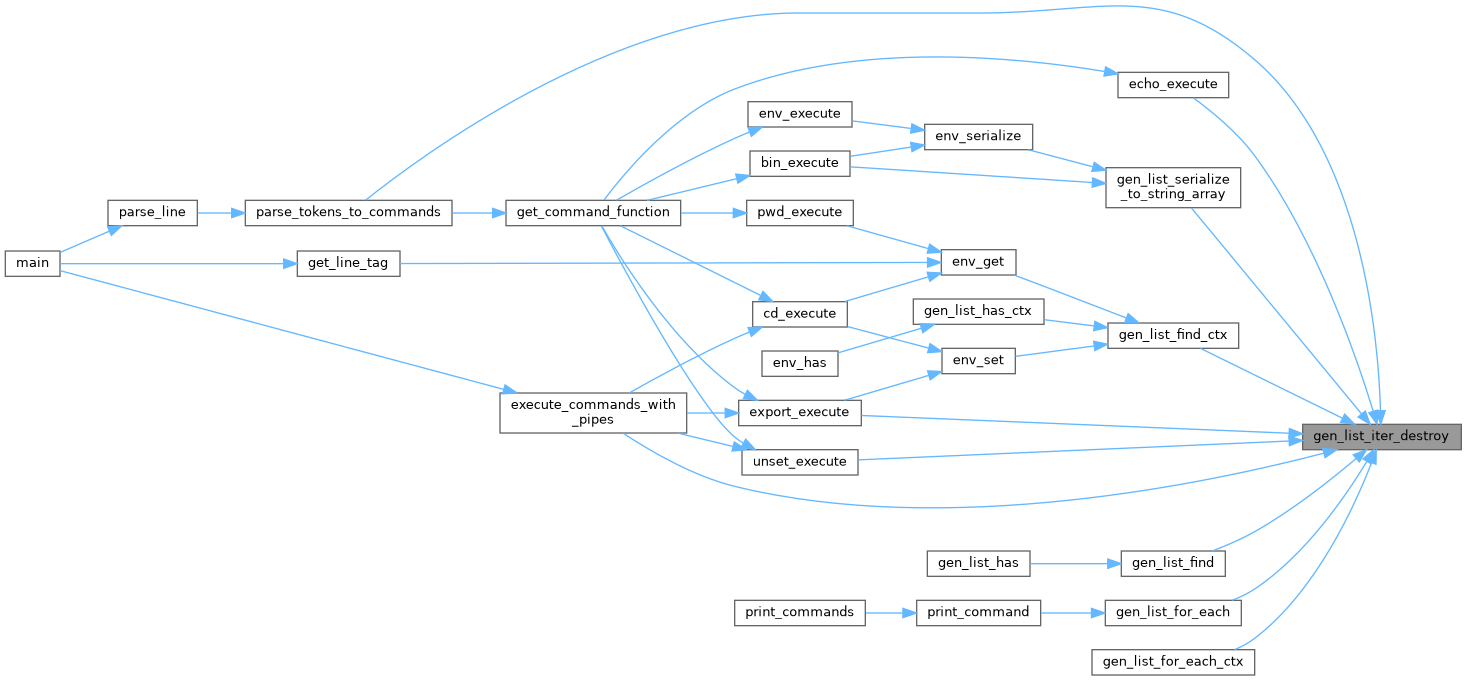 echo_execute
env_execute
env_serialize
bin_execute
gen_list_serialize
_to_string_array
parse_line
parse_tokens_to_commands
get_command_function
pwd_execute
main
get_line_tag
env_get
cd_execute
gen_list_has_ctx
gen_list_find_ctx
env_has
env_set
execute_commands_with
_pipes
export_execute
gen_list_iter_destroy
unset_execute
gen_list_has
gen_list_find
print_commands
print_command
gen_list_for_each
gen_list_for_each_ctx